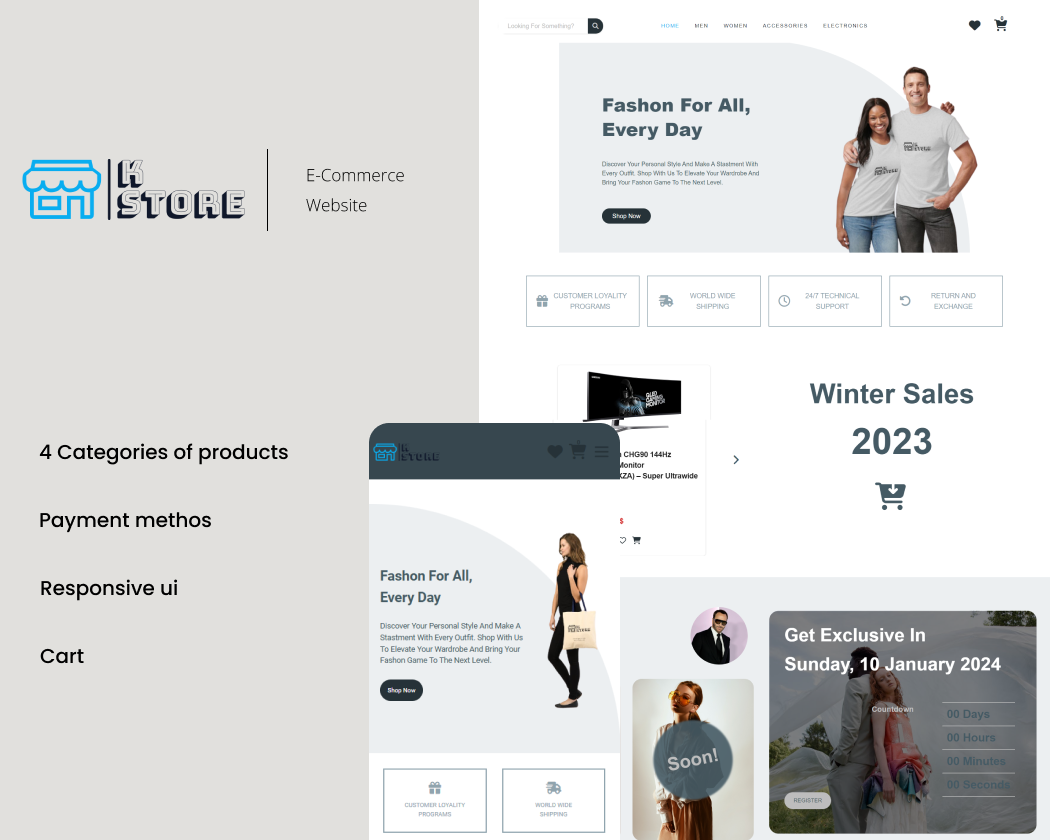 K
STORE
E-Commerce
Website
4 Categories of products
Payment methos
Responsive ui
Cart
Looking For Something?
HOME
MEN
WOMEN
ACCESSORIES
ELECTRONICS
0
Fashon For All,
Every Day
Discover Your Personal Style And Make A Stastment With
Every Outfit. Shop With Us To Elevate Your Wardrobe And
Bring Your Fashon Game To The Next Level.
Shop Now
CUSTOMER LOYALITY
PROGRAMS
WORLD WIDE
SHIPPING
24/7 TECHNICAL
SUPPORT
RETURN AND
EXCHANGE
QLED
GAMING
MONITOR
CHG90 144Hz
Monitor
KZA) – Super Ultrawide
$
Winter Sales
2023
K
STORE
Fashon For All,
Every Day
Discover Your Personal Style And Make A
Stastment With Every Outfit. Shop With Us
To Elevate Your Wardrobe And Bring Your
Fashon Game To The Next Level.
Shop Now
CUSTOMER LOYALITY
PROGRAMS
WORLD WIDE
SHIPPING
Soon!
Get Exclusive In
Sunday, 10 January 2024
Countdown
00 Days
00 Hours
00 Minutes
00 Seconds
REGISTER